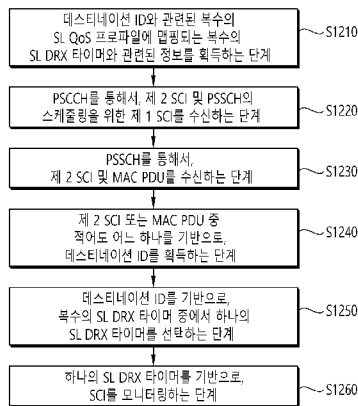 데스티네이션 ID와 관련된 복수의
SL QoS 프로파일에 맵핑되는 복수의
SL DRX 타이머와 관련된 정보를 획득하는 단계
S1210
PSCCH를 통해서, 제 2 SCI 및 PSSCH의
스케줄링을 위한 제 1 SCI를 수신하는 단계
S1220
PSSCH를 통해서,
제 2 SCI 및 MAC PDU를 수신하는 단계
S1230
제 2 SCI 또는 MAC PDU 중
적어도 어느 하나를 기반으로,
데스티네이션 ID를 획득하는 단계
S1240
데스티네이션 ID를 기반으로,
복수의 SL DRX 타이머 중에서 하나의
SL DRX 타이머를 선택하는 단계
S1250
하나의 SL DRX 타이머를 기반으로,
SCI를 모니터링하는 단계
S1260